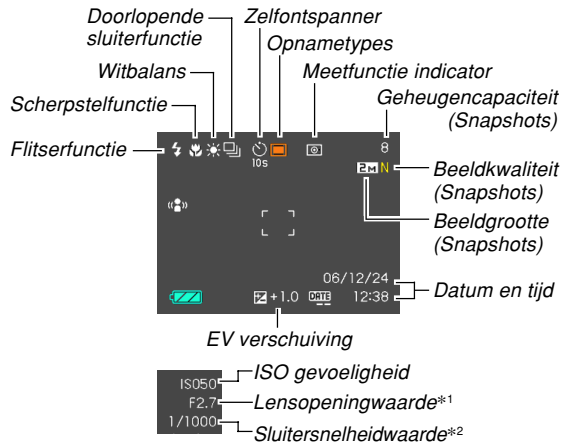 Doorlopende
sluiterfunctie
Zelfontspanner
Opnametypes
Witbalans
Meetfunctie indicator
Scherpstelfunctie
Geheugencapaciteit
(Snapshots)
Flitserfunctie
10s
8
2M N
Beeldkwaliteit
(Snapshots)
Beeldgrootte
(Snapshots)
06/12/24
+1.0 DATE 12:38
Datum en tijd
EV verschuiving
ISO50
ISO gevoeligheid
F2.7
Lensopeningwaarde*1
1/1000
Sluitersnelheidwaarde*2